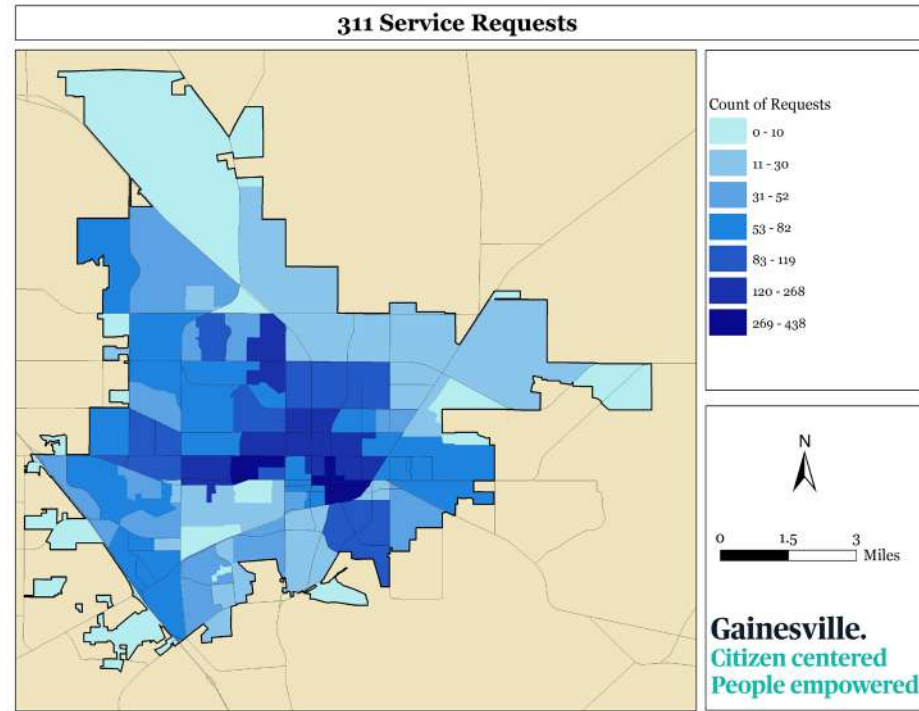 311 Service Requests
Count of Requests
0 - 10
11 - 30
31 - 52
53 - 82
83 - 119
120 - 268
269 - 438
N
0 1.5 3
Miles
Gainesville.
Citizen centered
People empowered